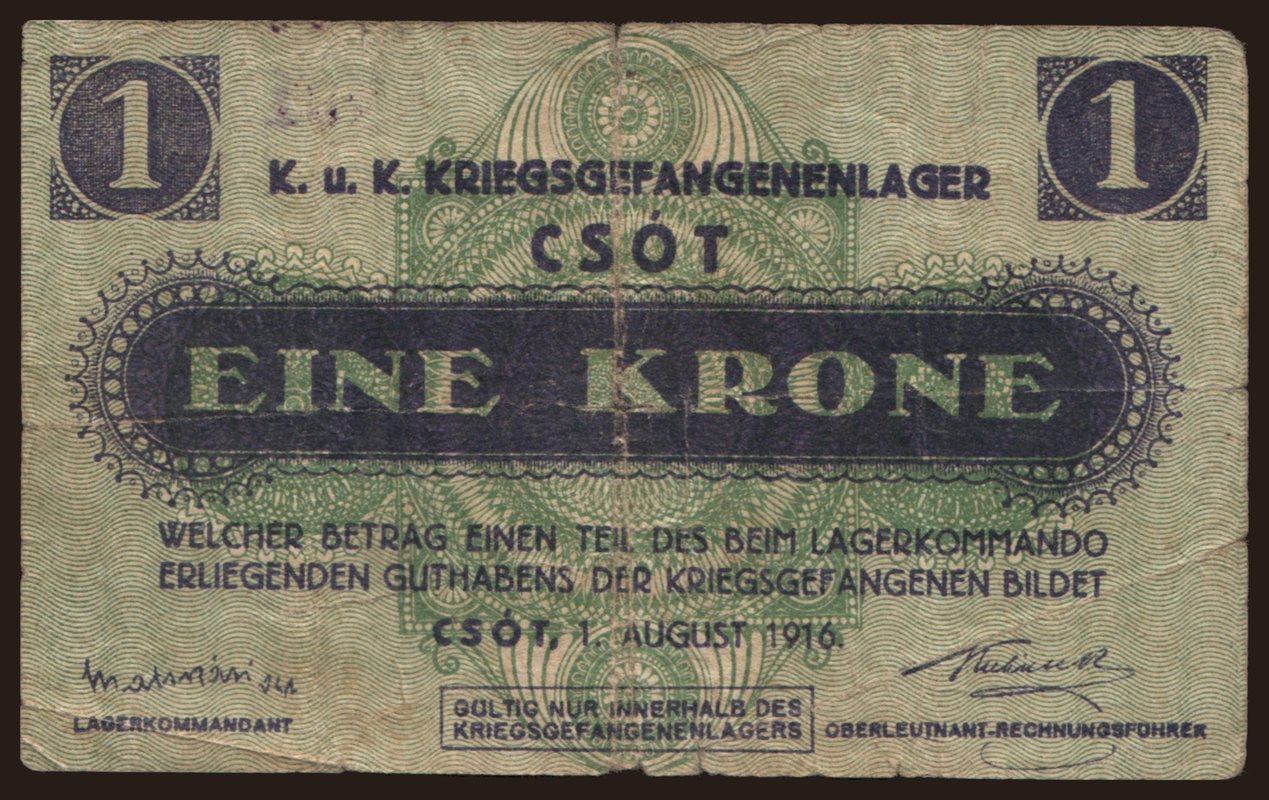 1 1
K. u. K. KRIEGSGEFANGENENLAGER
CSÓT
EINE KRONE
WELCHER BETRAG EINEN TEIL DES BEIM LAGERKOMMANDO
ERLIEGENDEN GUTHABENS DER KRIEGSGEFANGENEN BILDET
CSÓT, 1. AUGUST 1916.
LAGERKOMMANDANT
GÜLTIG NUR INNERHALB DES
KRIEGSGEFANGENENLAGERS
OBERLEUTNANT-RECHNUNGSFÜHRER